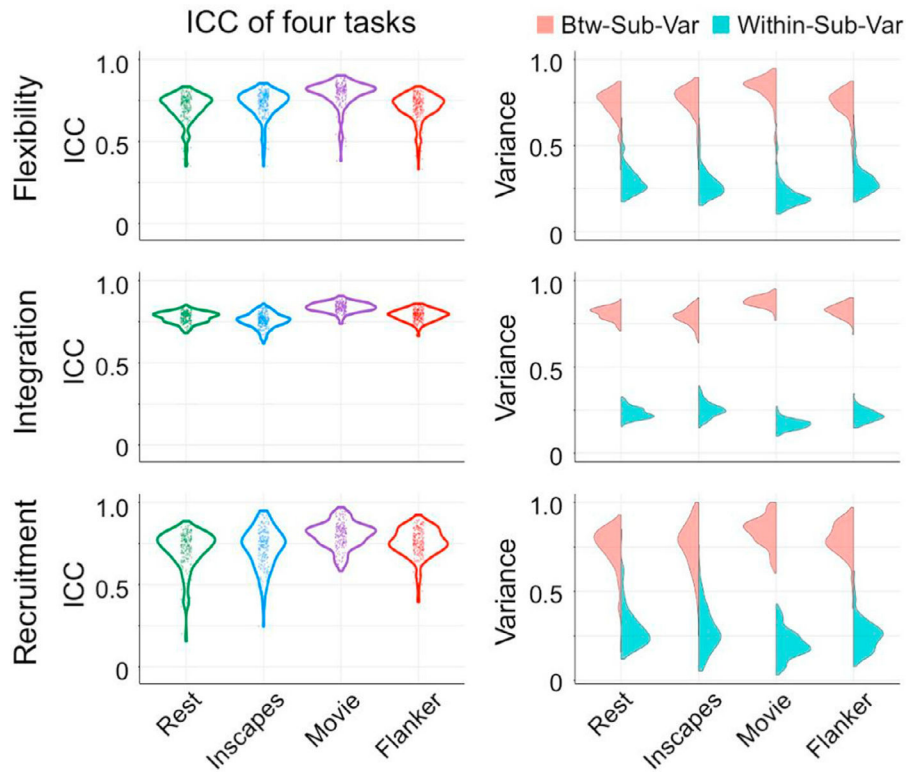 ICC of four tasks
Btw-Sub-Var Within-Sub-Var
Flexibility
ICC
1.0
0.5
0
Variance
1.0
0.5
0
Integration
ICC
1.0
0.5
0
Variance
1.0
0.5
0
Recruitment
ICC
1.0
0.5
0
Variance
1.0
0.5
0
Rest Inscapes Movie Flanker
Rest Inscapes Movie Flanker